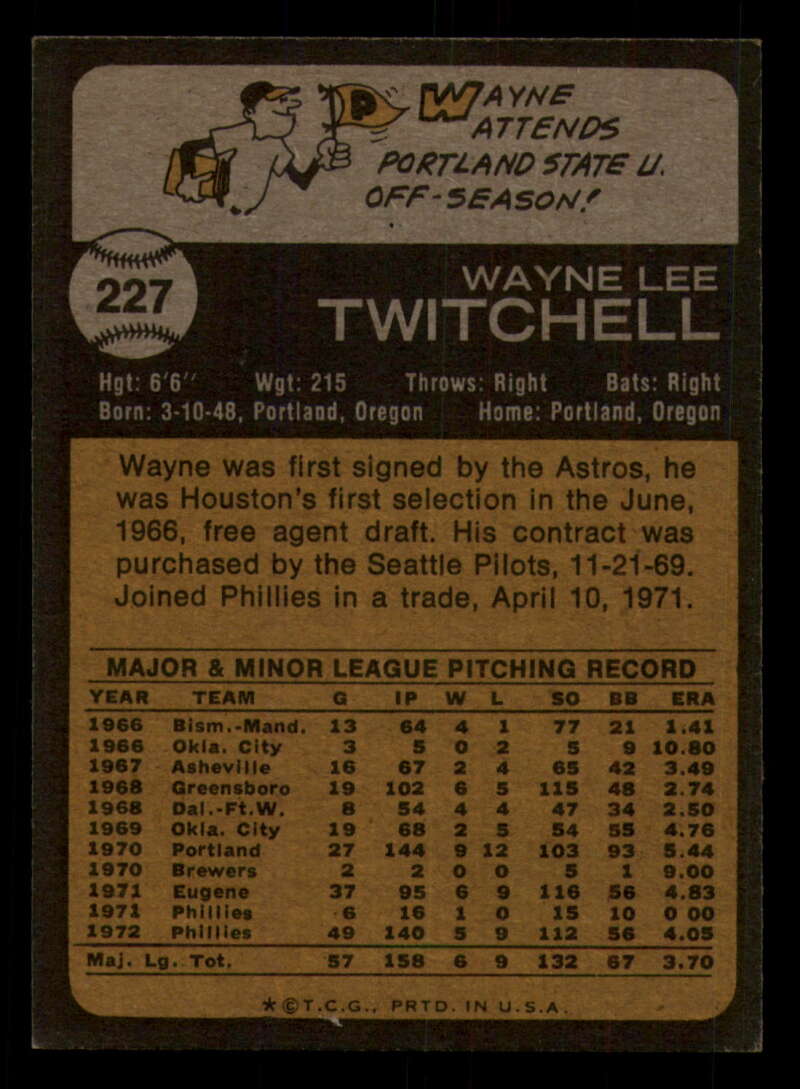 P WAYNE
ATTENDS
PORTLAND STATE U.
OFF-SEASON!
227
WAYNE LEE
TWITCHELL
Hgt: 6'6" Wgt: 215 Throws: Right Bats: Right
Born: 3-10-48, Portland, Oregon Home: Portland, Oregon
Wayne was first signed by the Astros, he
was Houston's first selection in the June,
1966, free agent draft. His contract was
purchased by the Seattle Pilots, 11-21-69.
Joined Phillies in a trade, April 10, 1971.
MAJOR & MINOR LEAGUE PITCHING RECORD
YEAR TEAM G IP W L SO BB ERA
1966 Bism.-Mand. 13 64 4 1 77 21 1.41
1966 Okla. City 3 5 0 2 5 9 10.80
1967 Asheville 16 67 2 4 65 42 3.49
1968 Greensboro 19 102 6 5 115 48 2.74
1968 Dal.-Ft.W. 8 54 4 4 47 34 2.50
1969 Okla. City 19 68 2 5 54 55 4.76
1970 Portland 27 144 9 12 103 93 5.44
1970 Brewers 2 2 0 0 5 1 9.00
1971 Eugene 37 95 6 9 116 56 4.83
1971 Phillies 6 16 1 0 15 10 0 00
1972 Phillies 49 140 5 9 112 56 4.05
Maj. Lg. Tot. 57 158 6 9 132 67 3.70
★©T.C.G., PRTD. IN U.S.A.